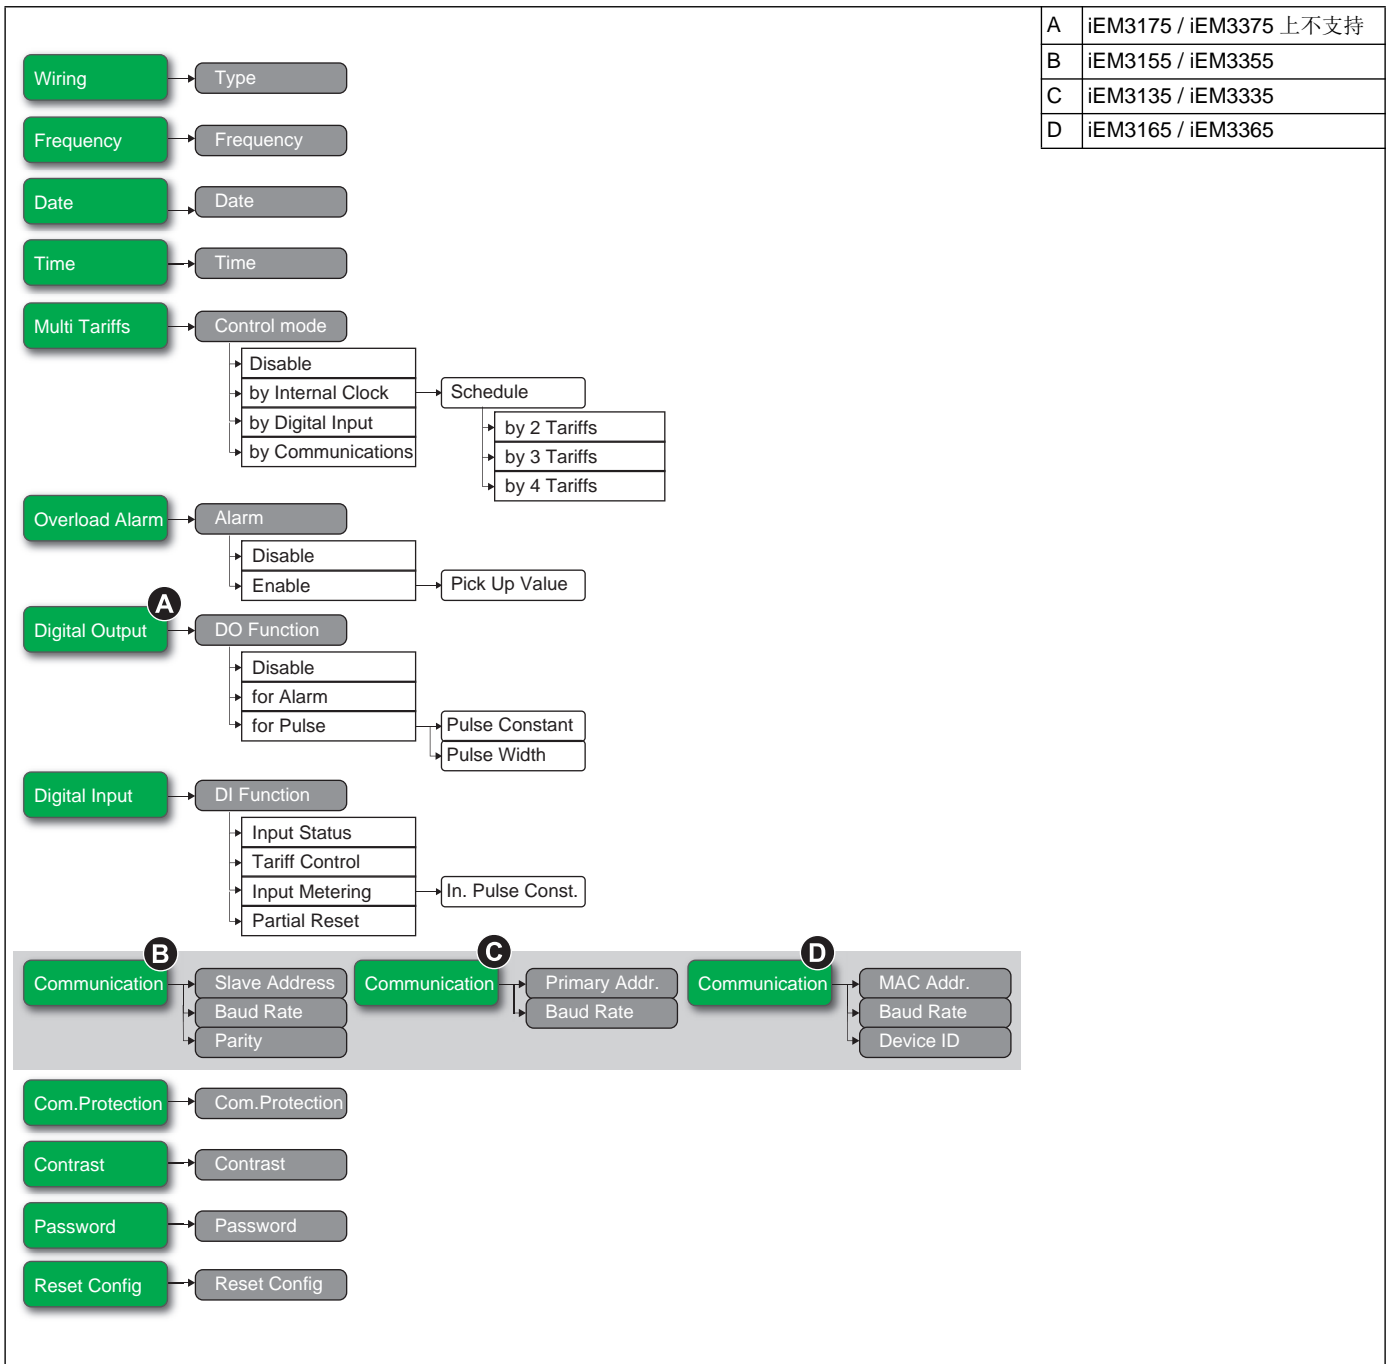 A iEM3175 / iEM3375 上不支持
B iEM3155 / iEM3355
C iEM3135 / iEM3335
D iEM3165 / iEM3365
Wiring Type
Frequency Frequency
Date Date
Time Time
Multi Tariffs Control mode
Disable
by Internal Clock Schedule
by Digital Input by 2 Tariffs
by Communications by 3 Tariffs
by 4 Tariffs
Overload Alarm Alarm
Disable
Enable Pick Up Value
A
Digital Output DO Function
Disable
for Alarm
for Pulse Pulse Constant
Pulse Width
Digital Input DI Function
Input Status
Tariff Control
Input Metering In. Pulse Const.
Partial Reset
B C D
Communication Slave Address Communication Primary Addr. Communication MAC Addr.
Baud Rate Baud Rate Baud Rate
Parity Device ID
Com.Protection Com.Protection
Contrast Contrast
Password Password
Reset Config Reset Config